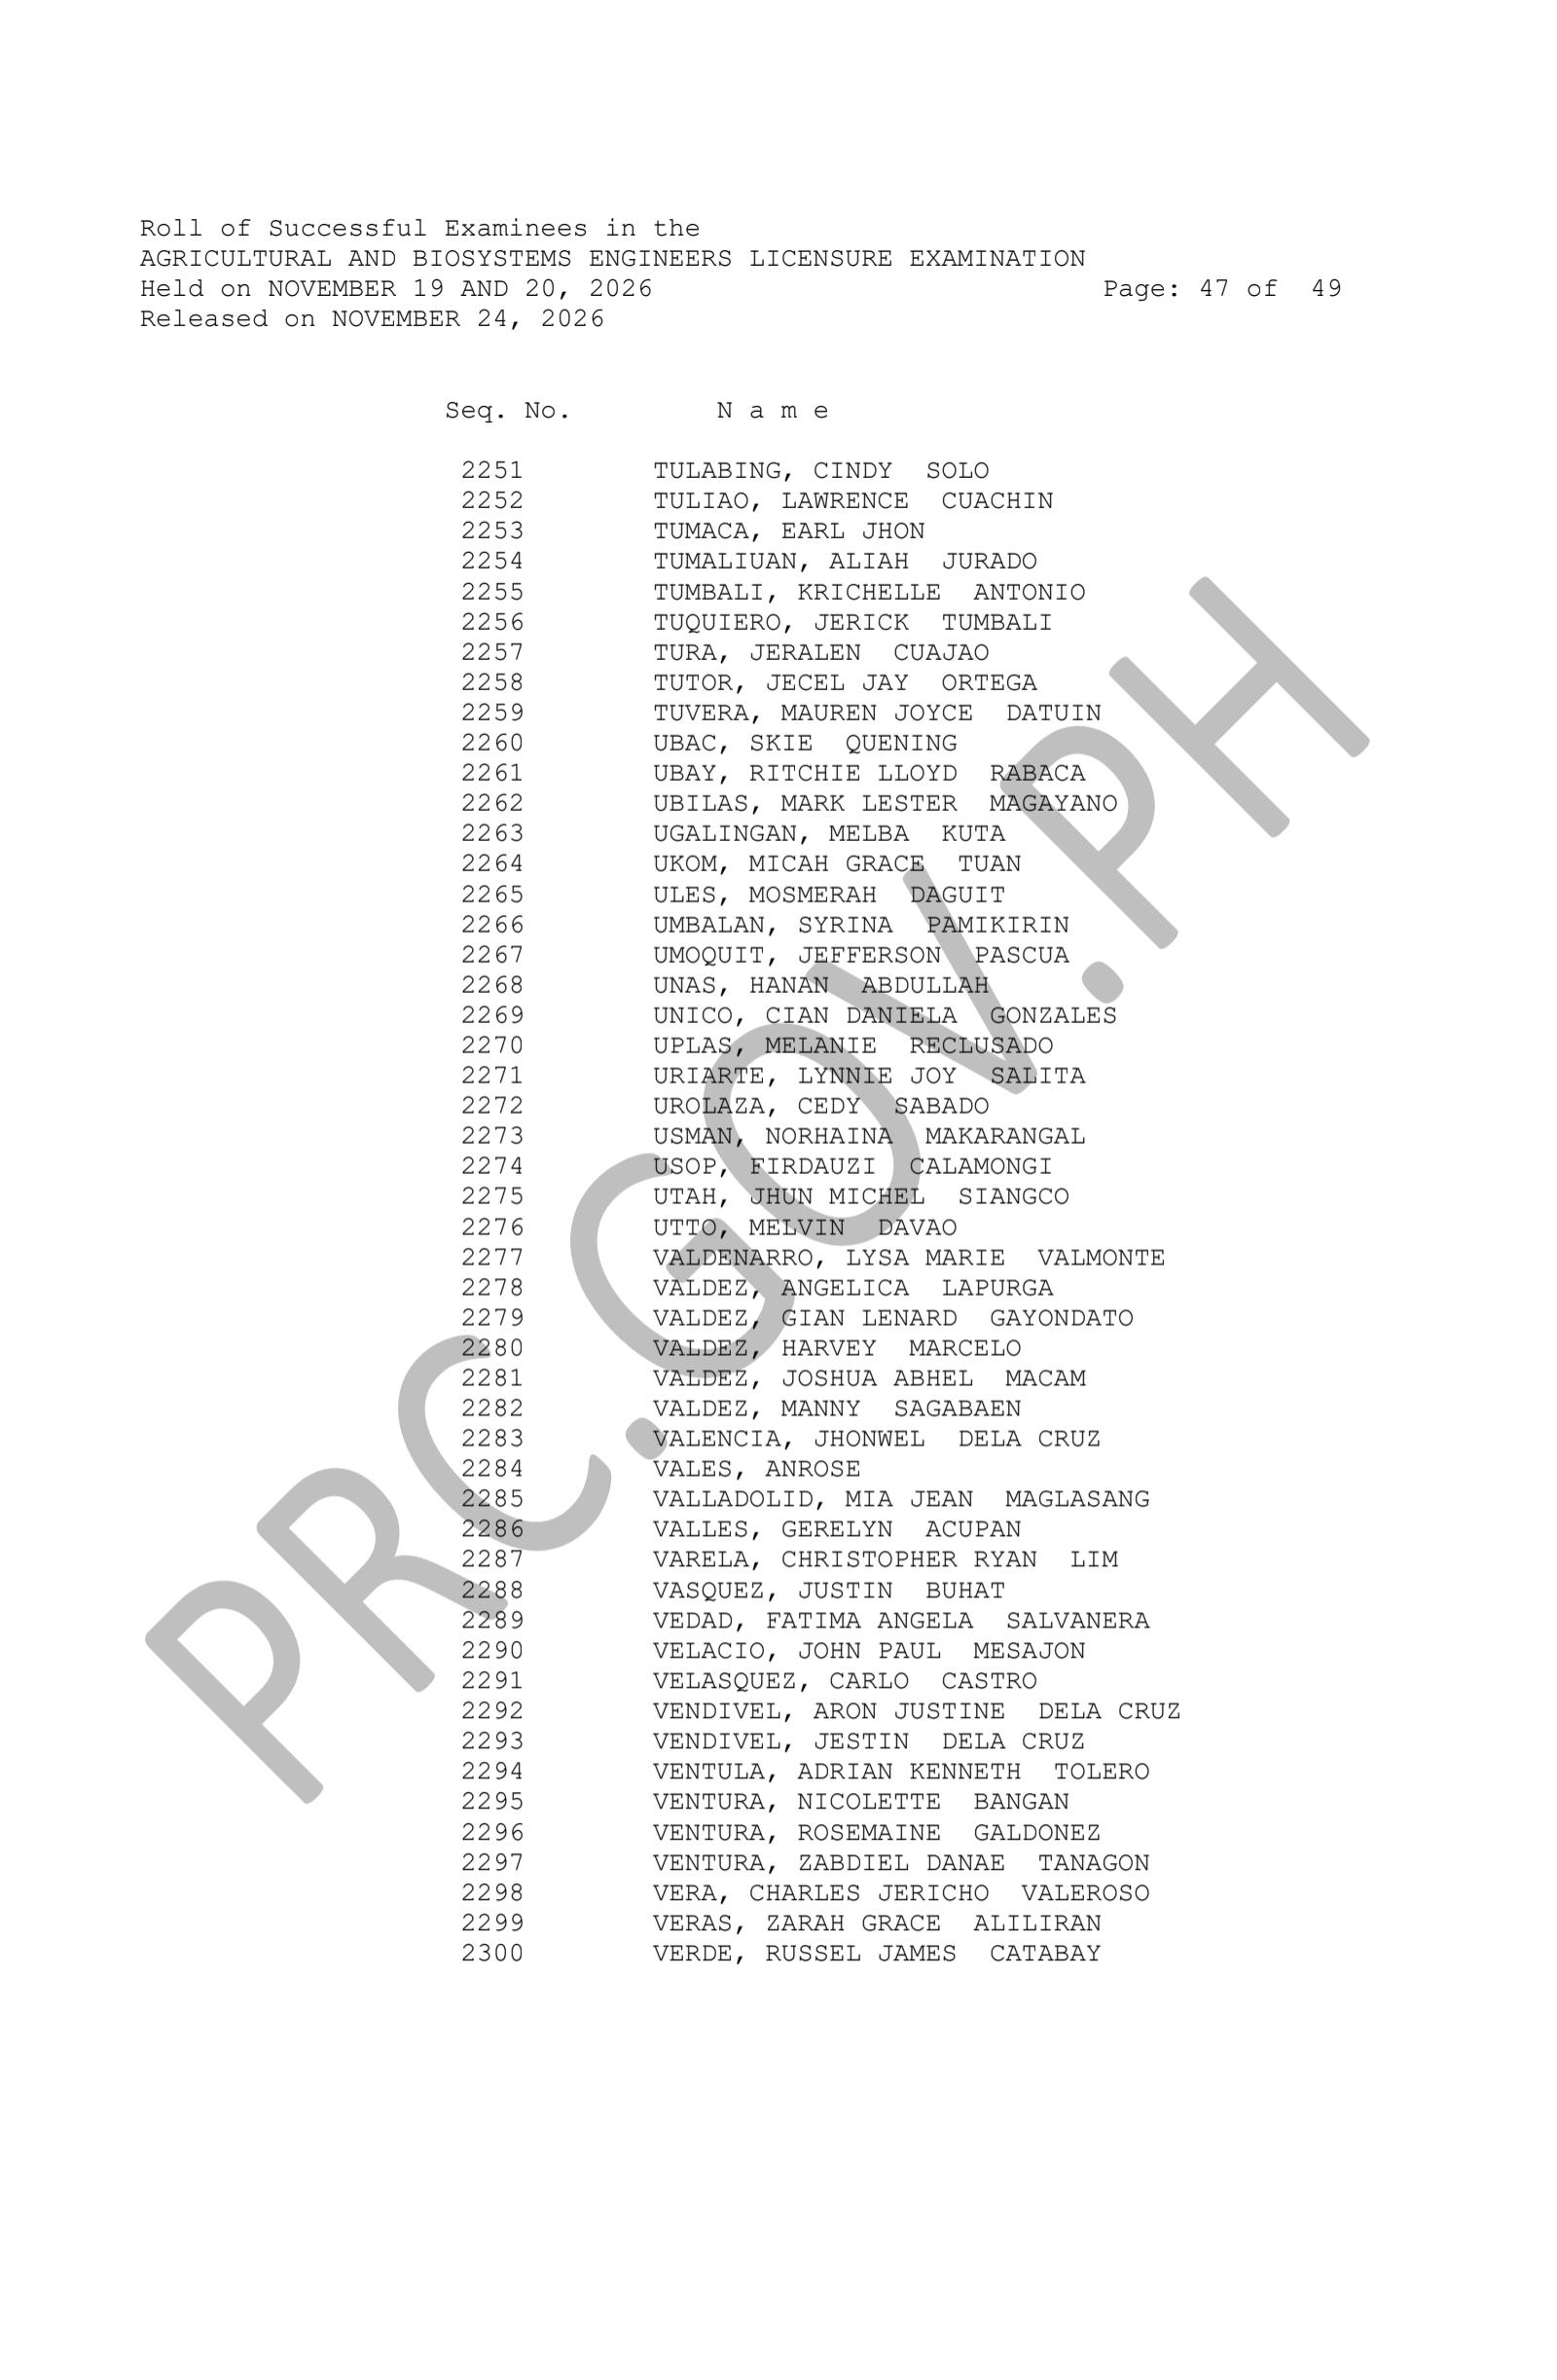 Roll of Successful Examinees in the
AGRICULTURAL AND BIOSYSTEMS ENGINEERS LICENSURE EXAMINATION
Held on NOVEMBER 19 AND 20, 2026 Page: 47 of 49
Released on NOVEMBER 24, 2026
Seq. No. N a m e
2251 TULABING, CINDY SOLO
2252 TULIAO, LAWRENCE CUACHIN
2253 TUMACA, EARL JHON
2254 TUMALIUAN, ALIAH JURADO
2255 TUMBALI, KRICHELLE ANTONIO
2256 TUQUIERO, JERICK TUMBALI
2257 TURA, JERALEN CUAJAO
2258 TUTOR, JECEL JAY ORTEGA
2259 TUVERA, MAUREN JOYCE DATUIN
2260 UBAC, SKIE QUENING
2261 UBAY, RITCHIE LLOYD RABACA
2262 UBILAS, MARK LESTER MAGAYANO
2263 UGALINGAN, MELBA KUTA
2264 UKOM, MICAH GRACE TUAN
2265 ULES, MOSMERAH DAGUIT
2266 UMBALAN, SYRINA PAMIKIRIN
2267 UMOQUIT, JEFFERSON PASCUA
2268 UNAS, HANAN ABDULLAH
2269 UNICO, CIAN DANIELA GONZALES
2270 UPLAS, MELANIE RECLUSADO
2271 URIARTE, LYNNIE JOY SALITA
2272 UROLAZA, CEDY SABADO
2273 USMAN, NORHAINA MAKARANGAL
2274 USOP, FIRDAUZI CALAMONGI
2275 UTAH, JHUN MICHEL SIANGCO
2276 UTTO, MELVIN DAVAO
2277 VALDENARRO, LYSA MARIE VALMONTE
2278 VALDEZ, ANGELICA LAPURGA
2279 VALDEZ, GIAN LENARD GAYONDATO
2280 VALDEZ, HARVEY MARCELO
2281 VALDEZ, JOSHUA ABHEL MACAM
2282 VALDEZ, MANNY SAGABAEN
2283 VALENCIA, JHONWEL DELA CRUZ
2284 VALES, ANROSE
2285 VALLADOLID, MIA JEAN MAGLASANG
2286 VALLES, GERELYN ACUPAN
2287 VARELA, CHRISTOPHER RYAN LIM
2288 VASQUEZ, JUSTIN BUHAT
2289 VEDAD, FATIMA ANGELA SALVANERA
2290 VELACIO, JOHN PAUL MESAJON
2291 VELASQUEZ, CARLO CASTRO
2292 VENDIVEL, ARON JUSTINE DELA CRUZ
2293 VENDIVEL, JESTIN DELA CRUZ
2294 VENTULA, ADRIAN KENNETH TOLERO
2295 VENTURA, NICOLETTE BANGAN
2296 VENTURA, ROSEMAINE GALDONEZ
2297 VENTURA, ZABDIEL DANAE TANAGON
2298 VERA, CHARLES JERICHO VALEROSO
2299 VERAS, ZARAH GRACE ALILIRAN
2300 VERDE, RUSSEL JAMES CATABAY
PRC.GOV.PH